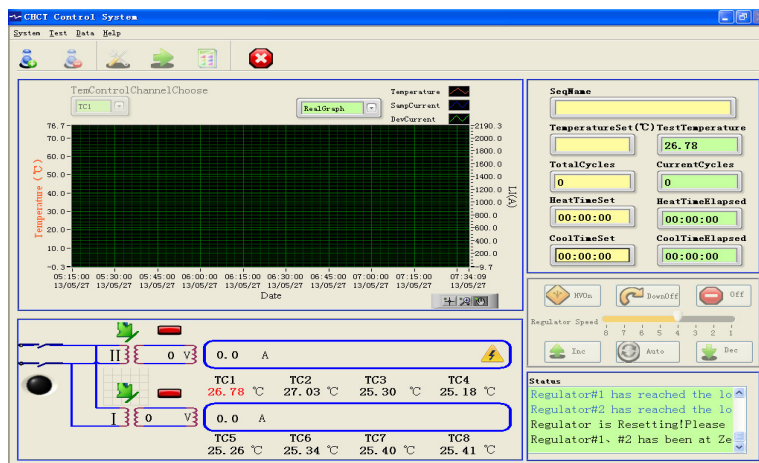 CHCT Control System
System Test Data Help
TemControlChannelChoose
TC1
RealGraph
Temperature
SampCurrent
DevCurrent
Temperature (℃)
76.7
70.0
60.0
50.0
40.0
30.0
20.0
10.0
-0.3
2190.3
2000.0
1800.0
1600.0
1400.0
1200.0
1000.0
800.0
600.0
400.0
200.0
-9.7
LI(A)
05:15:00 05:30:00 05:45:00 06:00:00 06:15:00 06:30:00 06:45:00 07:00:00 07:15:00 07:34:09
13/05/27 13/05/27 13/05/27 13/05/27 13/05/27 13/05/27 13/05/27 13/05/27 13/05/27 13/05/27
Date
SeqName
TemperatureSet(℃) TestTemperature
26.78
TotalCycles CurrentCycles
0 0
HeatTimeSet HeatTimeElapsed
00:00:00 00:00:00
CoolTimeSet CoolTimeElapsed
00:00:00 00:00:00
HVOn DownOff Off
Regulator Speed
8 7 6 5 4 3 2 1
Inc Auto Dec
Status
Regulator#1 has reached the lo
Regulator#2 has reached the lo
Regulator is Resetting!Please
Regulator#1、#2 has been at Ze
II 0 V 0.0 A
TC1 TC2 TC3 TC4
26.78 ℃ 27.03 ℃ 25.30 ℃ 25.18 ℃
I 0 V 0.0 A
TC5 TC6 TC7 TC8
25.26 ℃ 25.34 ℃ 25.40 ℃ 25.41 ℃